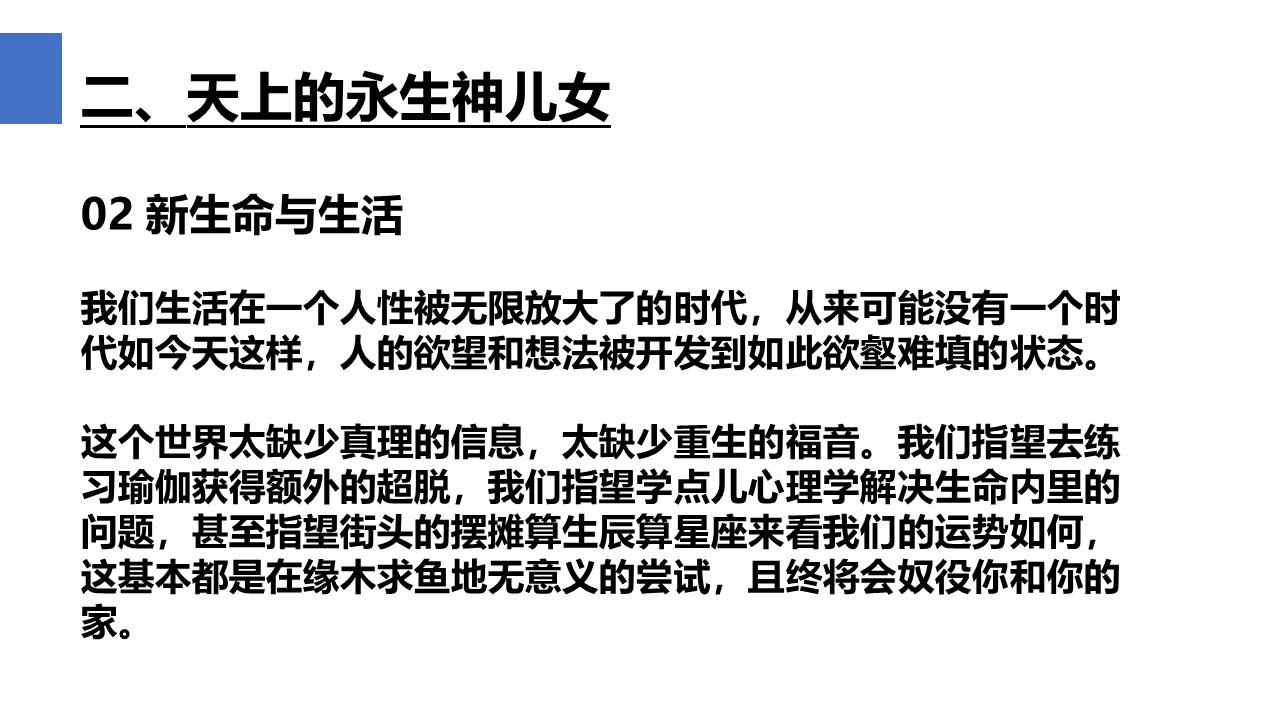 二、天上的永生神儿女
02 新生命与生活
我们生活在一个人性被无限放大了的时代，从来可能没有一个时
代如今天这样，人的欲望和想法被开发到如此欲壑难填的状态。
这个世界太缺少真理的信息，太缺少重生的福音。我们指望去练
习瑜伽获得额外的超脱，我们指望学点儿心理学解决生命内里的
问题，甚至指望街头的摆摊算生辰算星座来看我们的运势如何，
这基本都是在缘木求鱼地无意义的尝试，且终将会奴役你和你的
家。